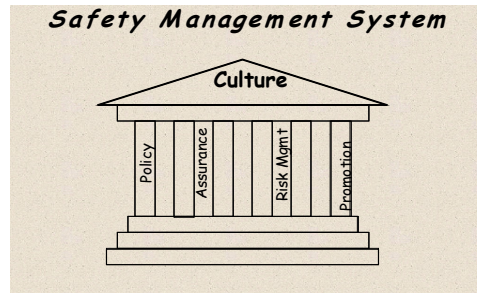 Safety Management System
Culture
Policy
Assurance
Risk Mgmt
Promotion